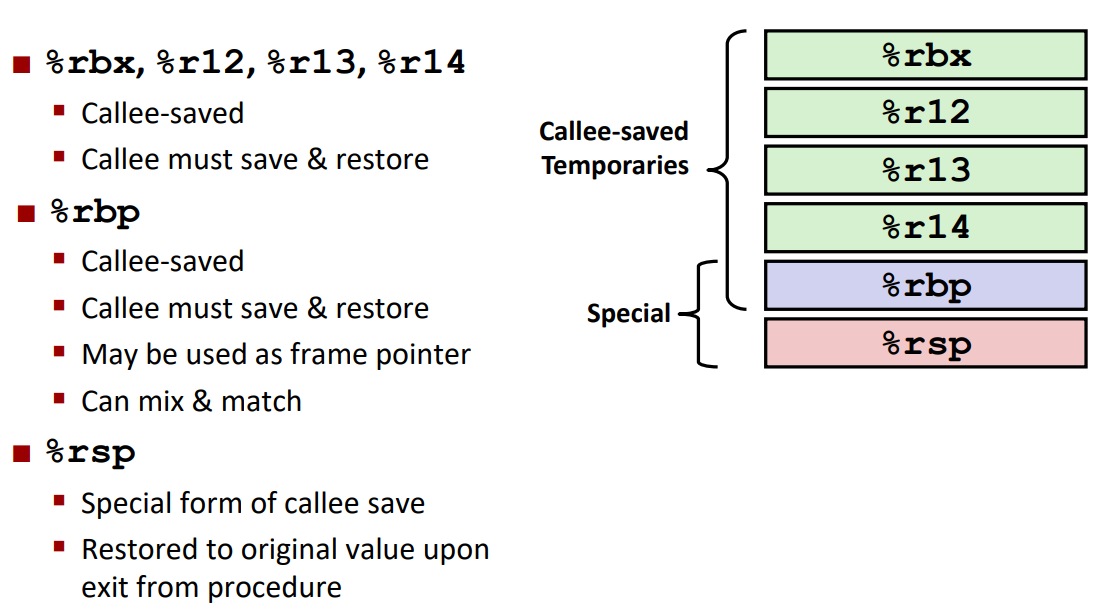 %rbx, %r12, %r13, %r14
Callee-saved
Callee must save & restore
%rbp
Callee-saved
Callee must save & restore
May be used as frame pointer
Can mix & match
%rsp
Special form of callee save
Restored to original value upon
exit from procedure
Callee-saved
Temporaries
Special
%rbx
%r12
%r13
%r14
%rbp
%rsp